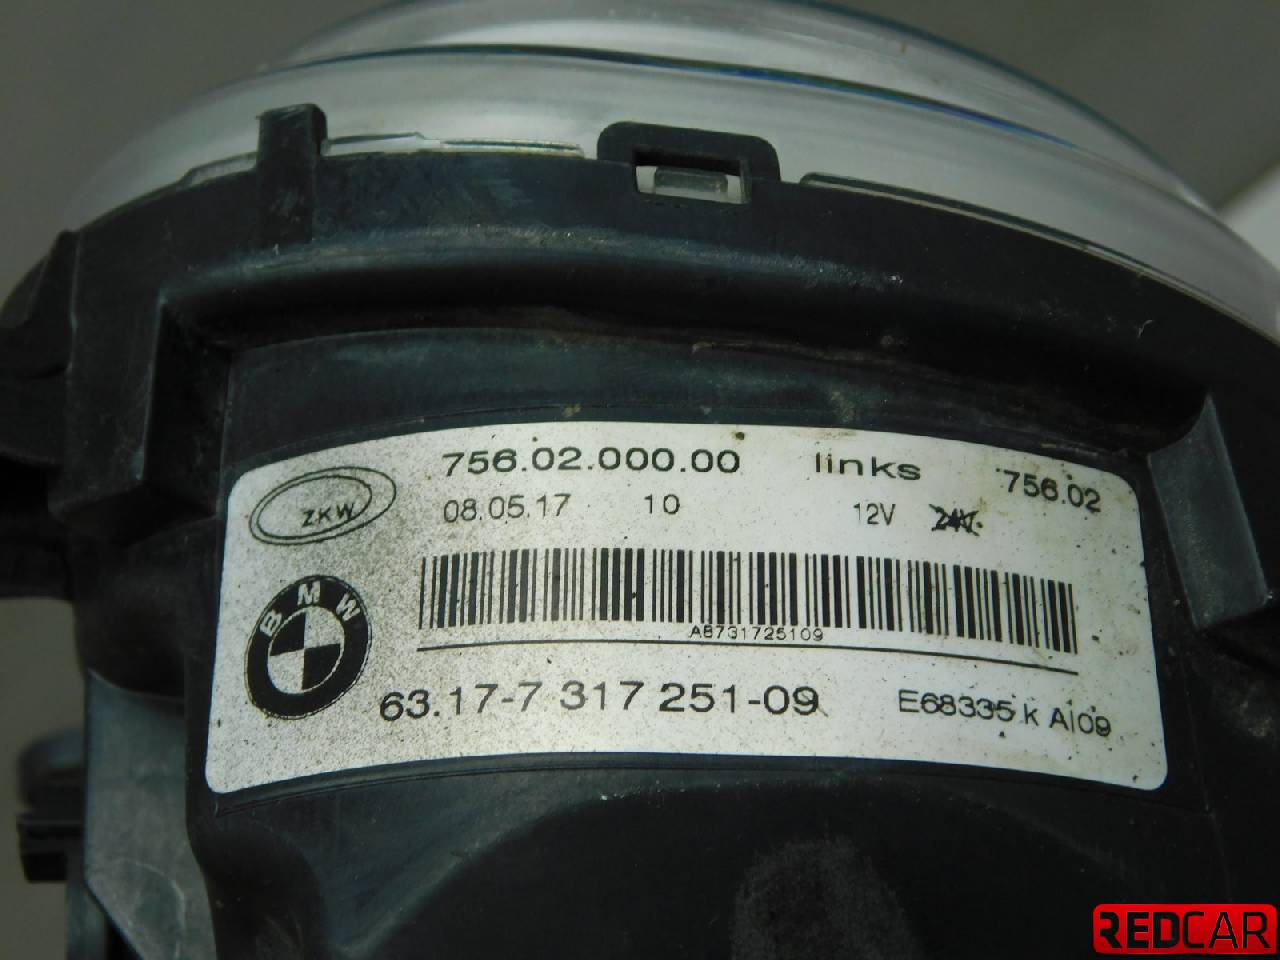 756.02.000.00 links 756.02
ZKW 08.05.17 10 12V 24V
BMW
A8731725109
63.17-7 317 251-09 E68335 k AI09
REDCAR